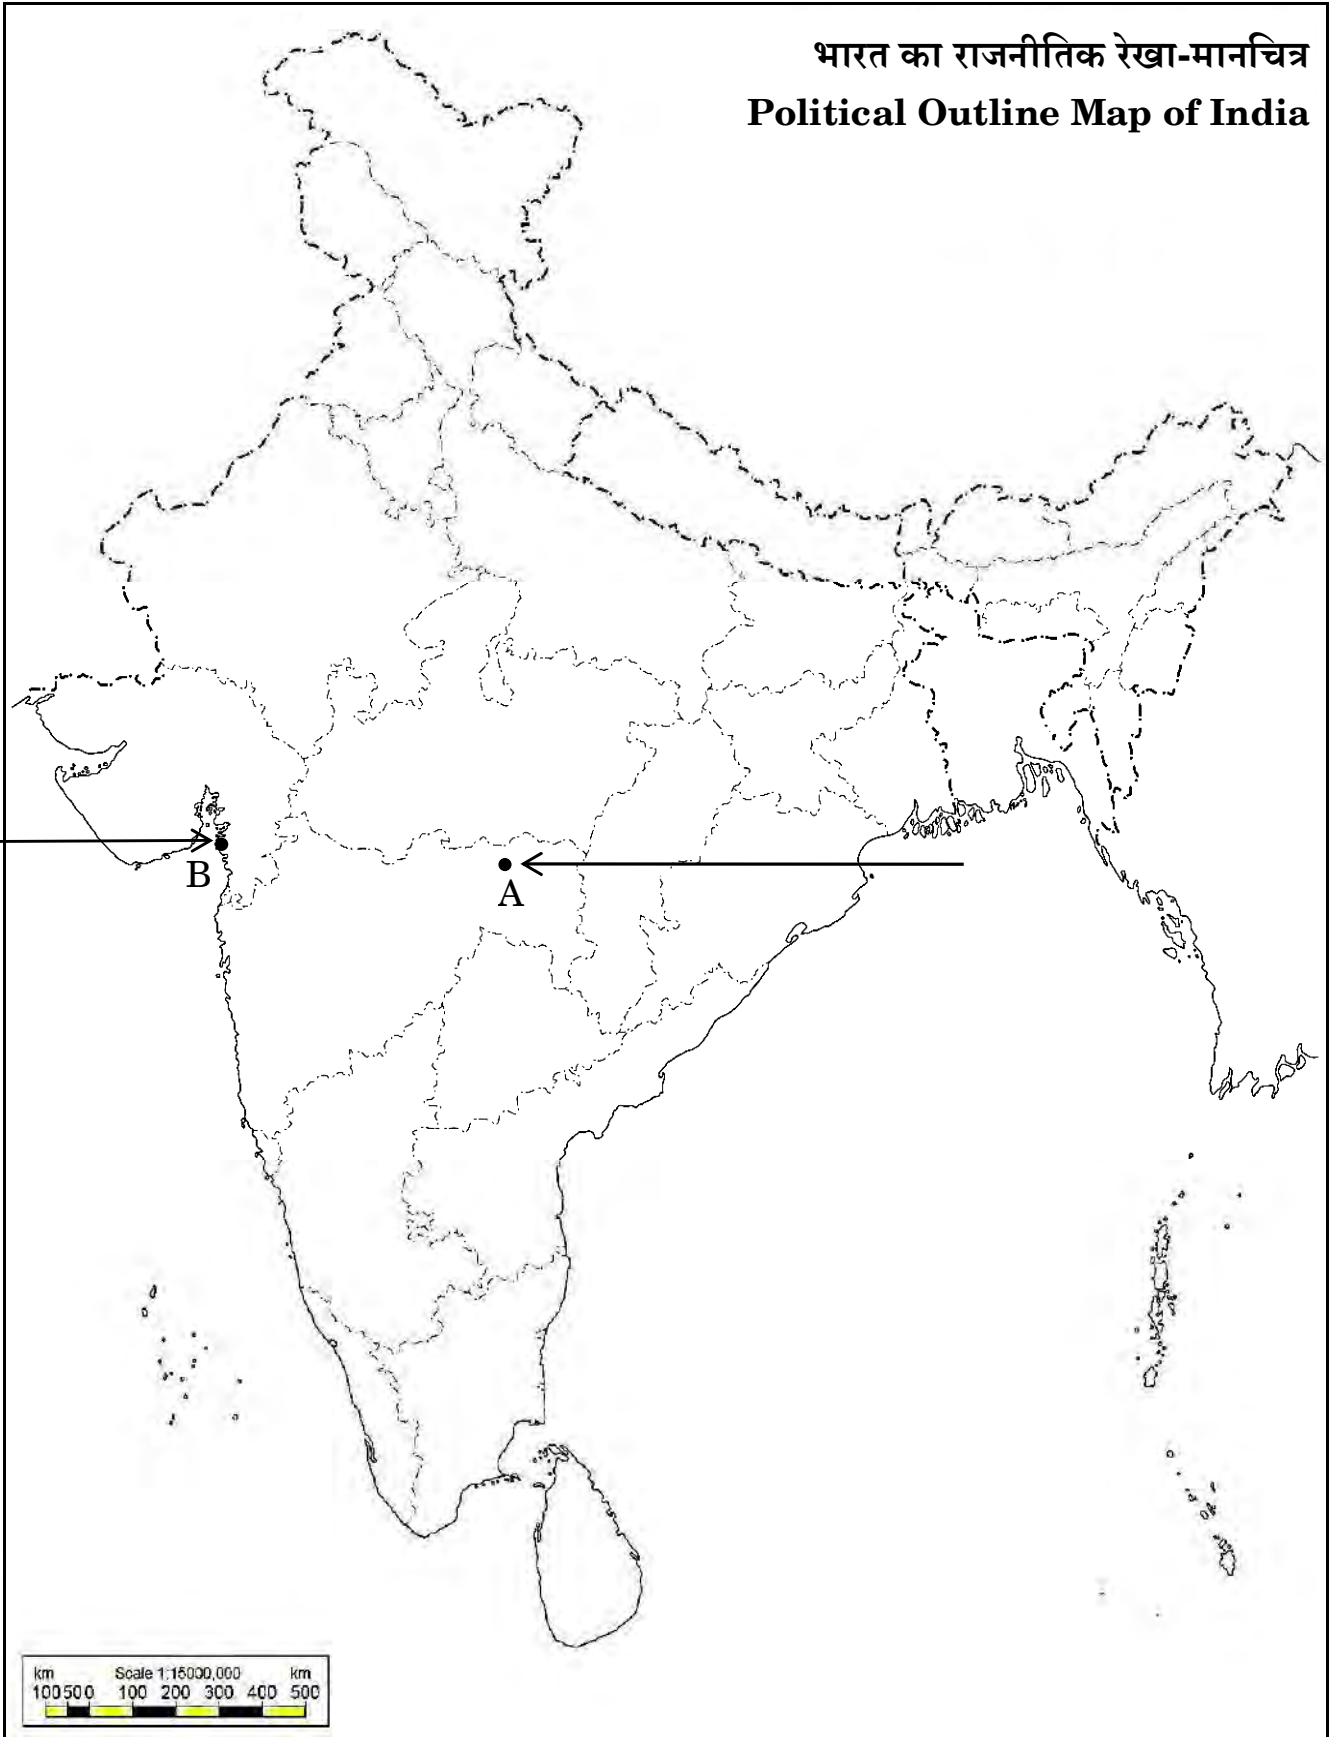 भारत का राजनीतिक रेखा-मानचित्र
Political Outline Map of India
B
A
km Scale 1:15000,000 km
100 50 0 100 200 300 400 500